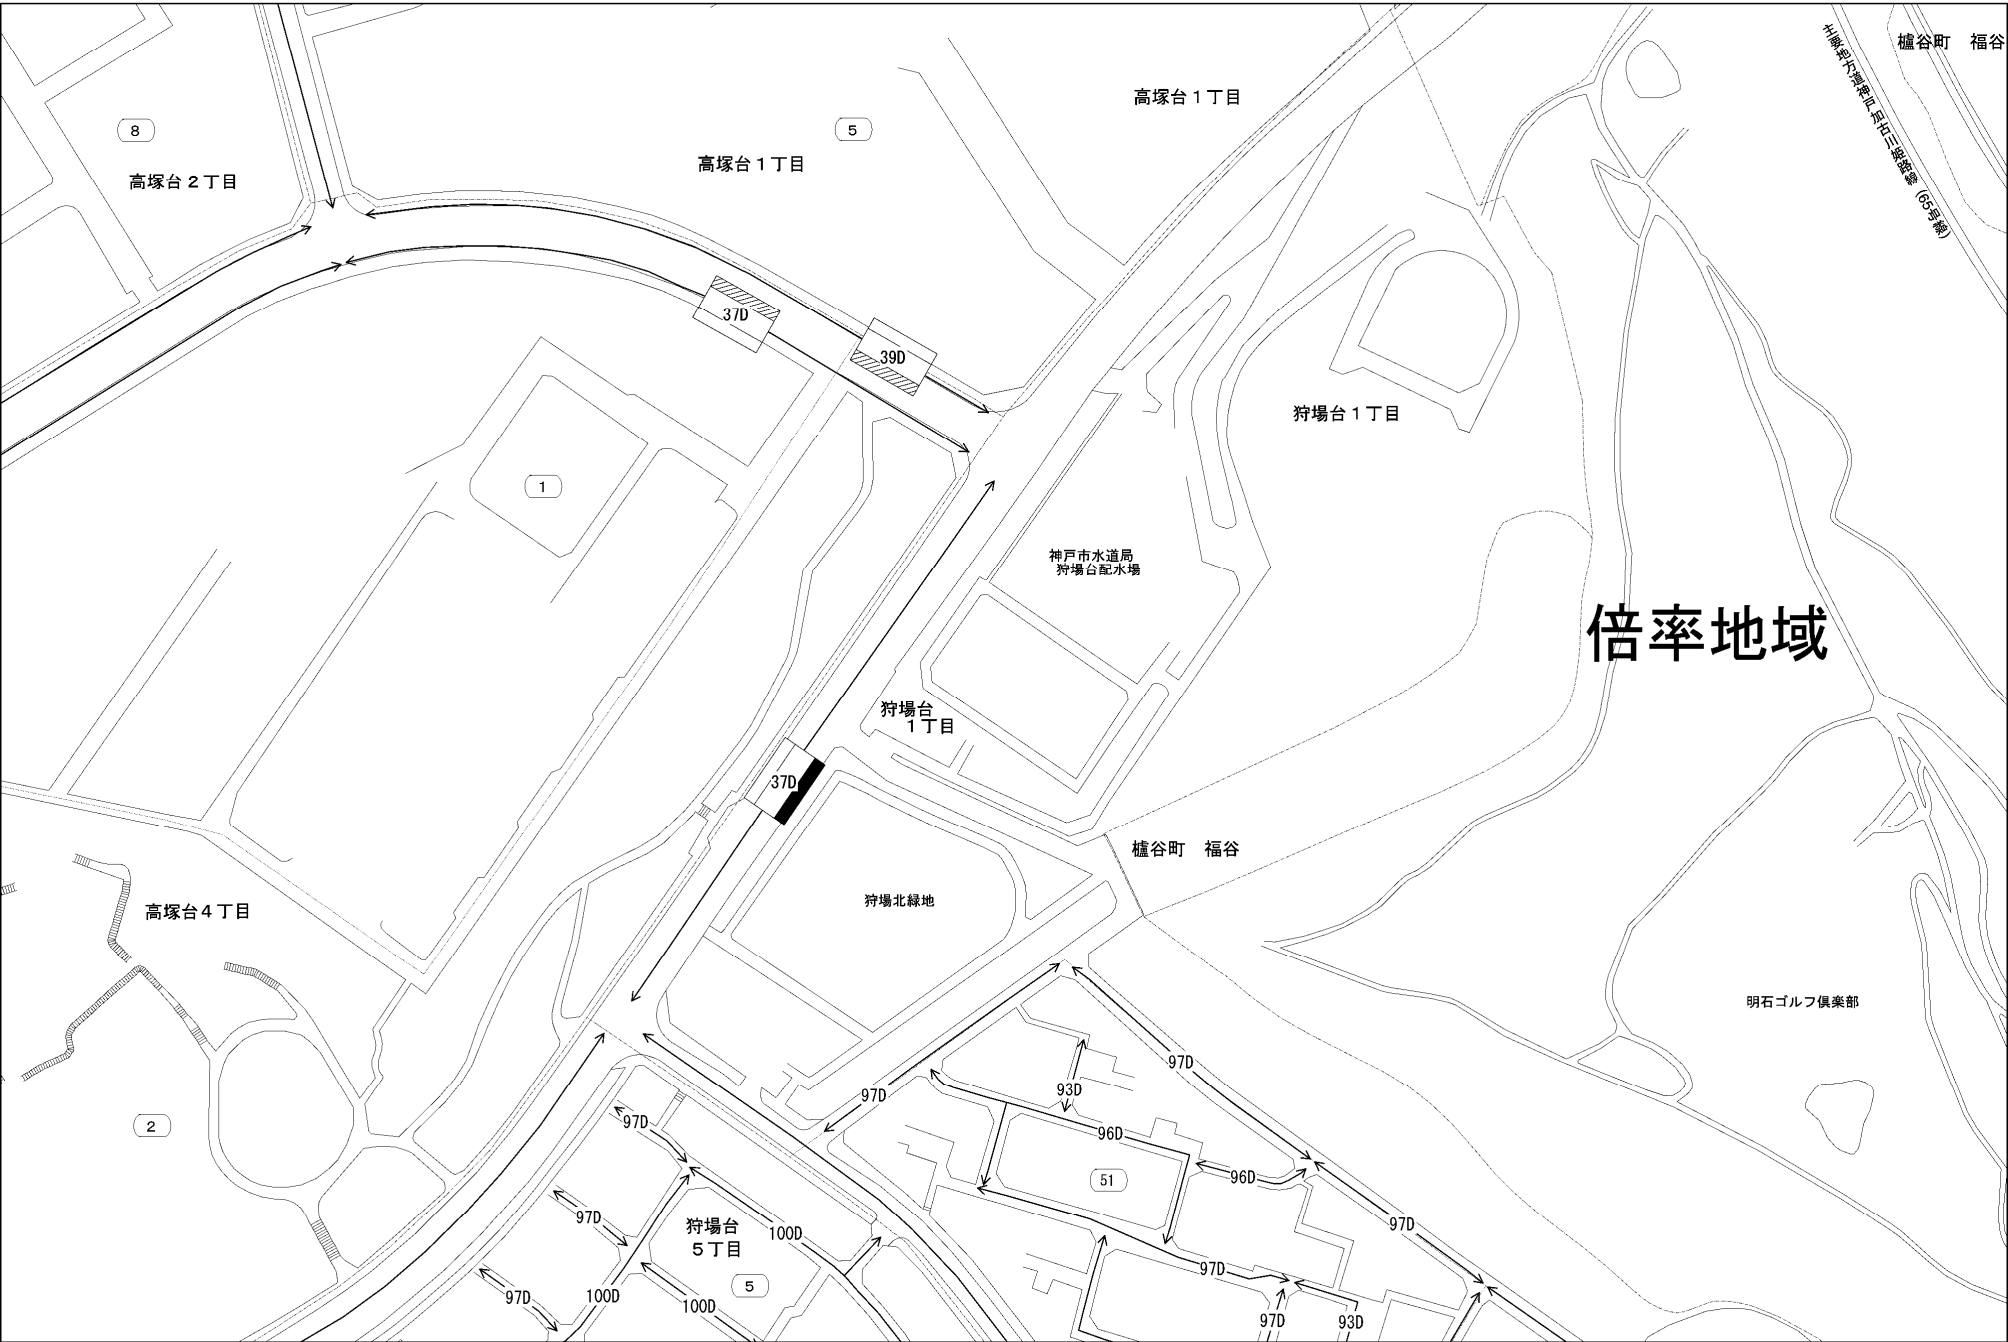 櫨谷町　福谷
主要地方道神戸加古川姫路線（65号線）
高塚台１丁目
8
5
高塚台１丁目
高塚台２丁目
37D
39D
狩場台１丁目
1
神戸市水道局
狩場台配水場
倍率地域
狩場台
１丁目
37D
櫨谷町　福谷
狩場北緑地
高塚台４丁目
明石ゴルフ倶楽部
97D
97D
93D
2
97D
96D
51
96D
97D
狩場台
５丁目
100D
97D
97D
5
97D
100D
100D
97D
93D